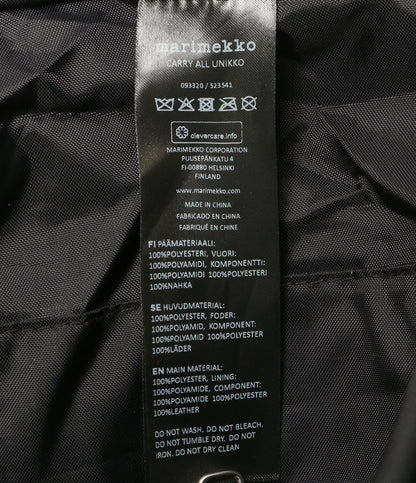 marimekko
CARRY ALL UNIKKO
093320 / 523541
clevercare.info
MARIMEKKO CORPORATION
PUUSEPÄNKATU 4
FI-00880 HELSINKI
FINLAND
www.marimekko.com
MADE IN CHINA
FABRICADO EN CHINA
FABRIQUÉ EN CHINE
FI PÄÄMATERIAALI:
100%POLYESTERI, VUORI:
100%POLYAMIDI, KOMPONENTTI:
100%POLYAMIDI 100%POLYESTERI
100%NAHKA
SE HUVUDMATERIAL:
100%POLYESTER, FODER:
100%POLYAMID, KOMPONENT:
100%POLYAMID 100%POLYESTER
100%LÄDER
EN MAIN MATERIAL:
100%POLYESTER, LINING:
100%POLYAMIDE, COMPONENT:
100%POLYAMIDE 100%POLYESTER
100%LEATHER
DO NOT WASH. DO NOT BLEACH.
DO NOT TUMBLE DRY. DO NOT
IRON. DO NOT DRY CLEAN